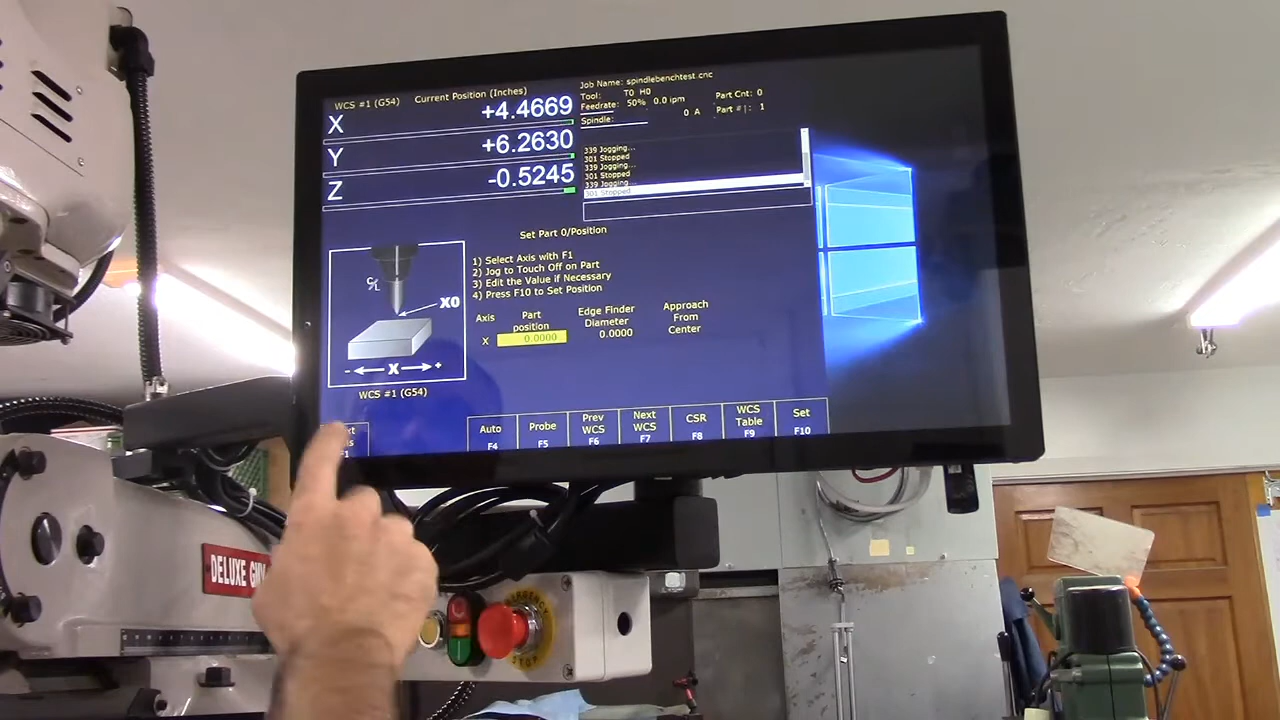 WCS #1 (G54) Current Position (Inches)
X +4.4669
Y +6.2630
Z -0.5245
Job Name: spindlebenchtest.cnc
Tool: T0 H0
Feedrate: 50% 0.0 ipm
Spindle: 0 A
Part Cnt: 0
Part #: 1
339 Jogging...
301 Stopped
339 Jogging...
301 Stopped
339 Jogging...
301 Stopped
Set Part 0/Position
1) Select Axis with F1
2) Jog to Touch Off on Part
3) Edit the Value if Necessary
4) Press F10 to Set Position
C/L
X0
- X +
WCS #1 (G54)
Axis
Part position
Edge Finder Diameter
Approach From Center
X 0.0000 0.0000
Auto F4
Probe F5
Prev WCS F6
Next WCS F7
CSR F8
WCS Table F9
Set F10
DELUXE
EMERGENCY
STOP